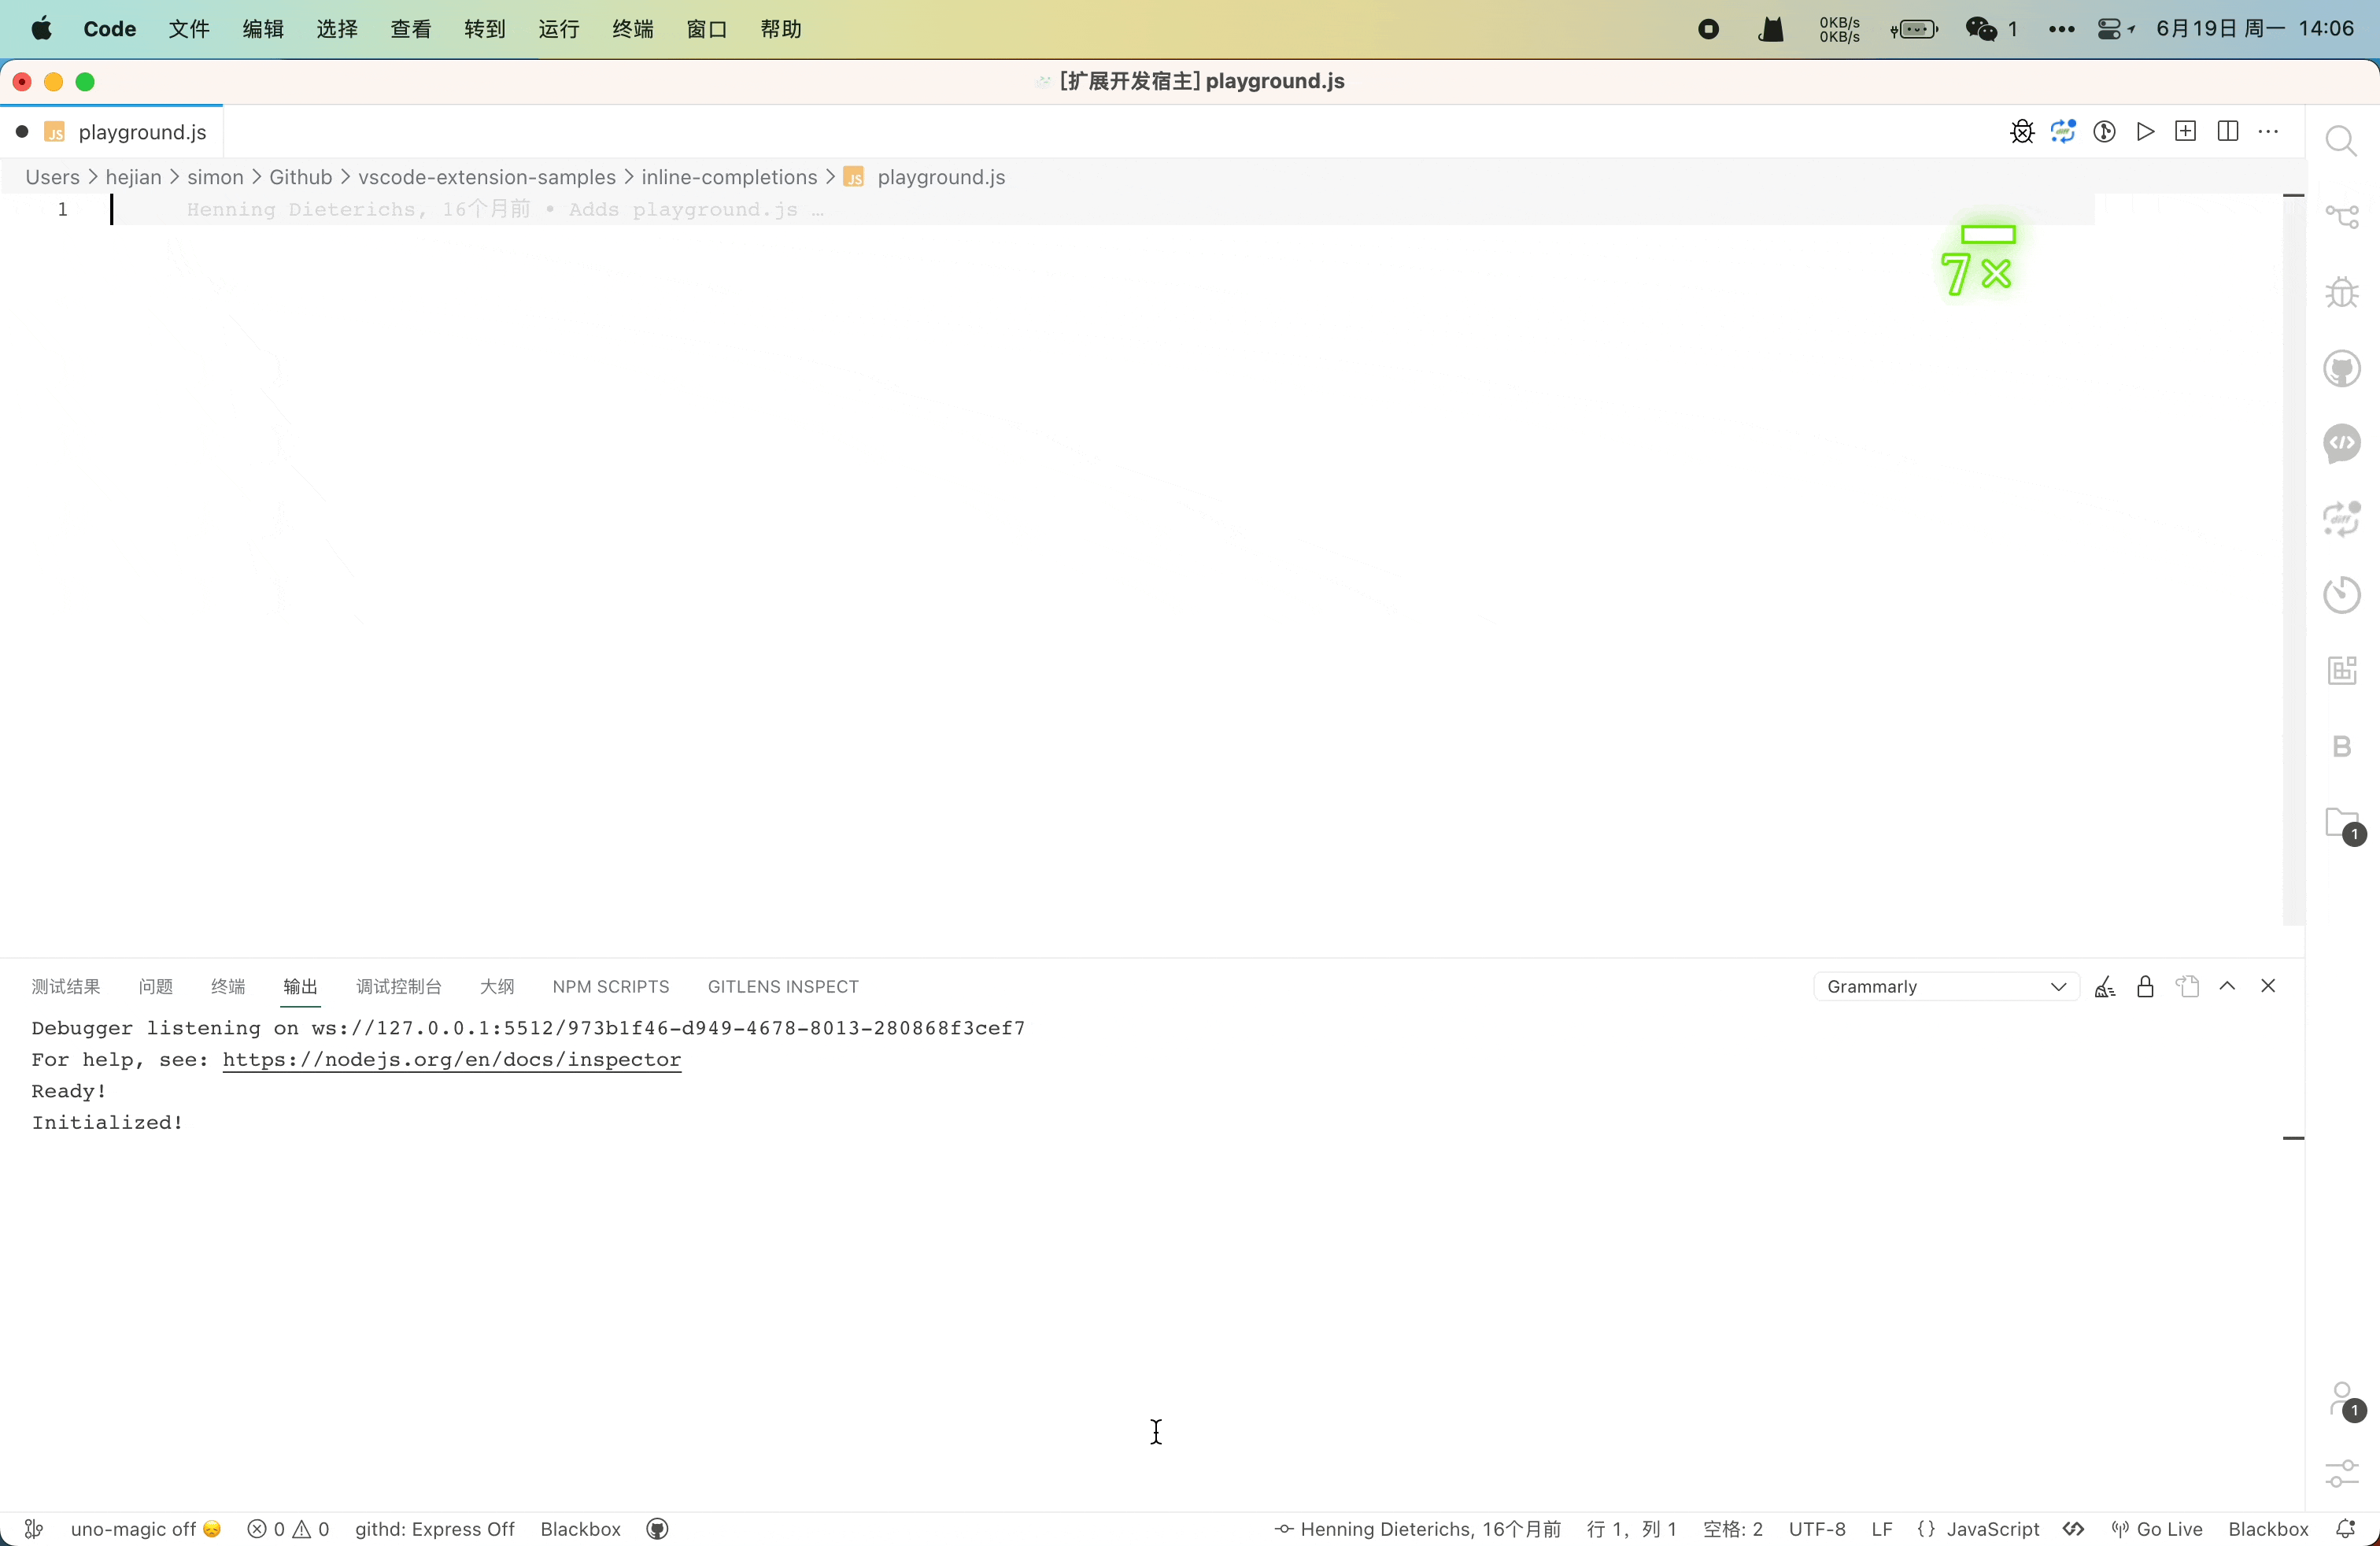 Code 文件 编辑 选择 查看 转到 运行 终端 窗口 帮助 0KB/s 0KB/s 1 6月19日 周一 14:06
[扩展开发宿主] playground.js
JS playground.js
Users > hejian > simon > Github > vscode-extension-samples > inline-completions > JS playground.js
1 Henning Dieterichs, 16个月前 • Adds playground.js …
7×
B
1
测试结果 问题 终端 输出 调试控制台 大纲 NPM SCRIPTS GITLENS INSPECT Grammarly
Debugger listening on ws://127.0.0.1:5512/973b1f46-d949-4678-8013-280868f3cef7
For help, see: https://nodejs.org/en/docs/inspector
Ready!
Initialized!
1
uno-magic off 😞 0 0 githd: Express Off Blackbox Henning Dieterichs, 16个月前 行 1，列 1 空格: 2 UTF-8 LF {} JavaScript Go Live Blackbox